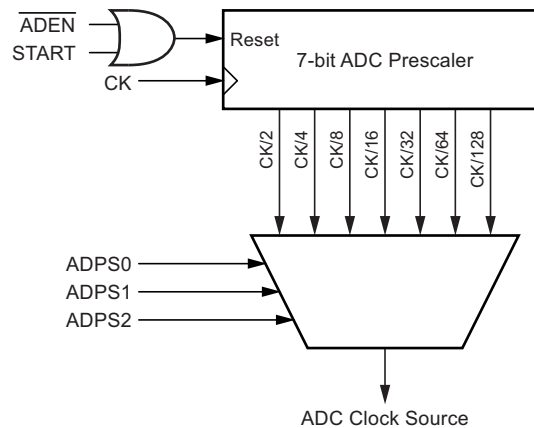 ADEN
START
Reset
7-bit ADC Prescaler
CK
CK/2
CK/4
CK/8
CK/16
CK/32
CK/64
CK/128
ADPS0
ADPS1
ADPS2
ADC Clock Source